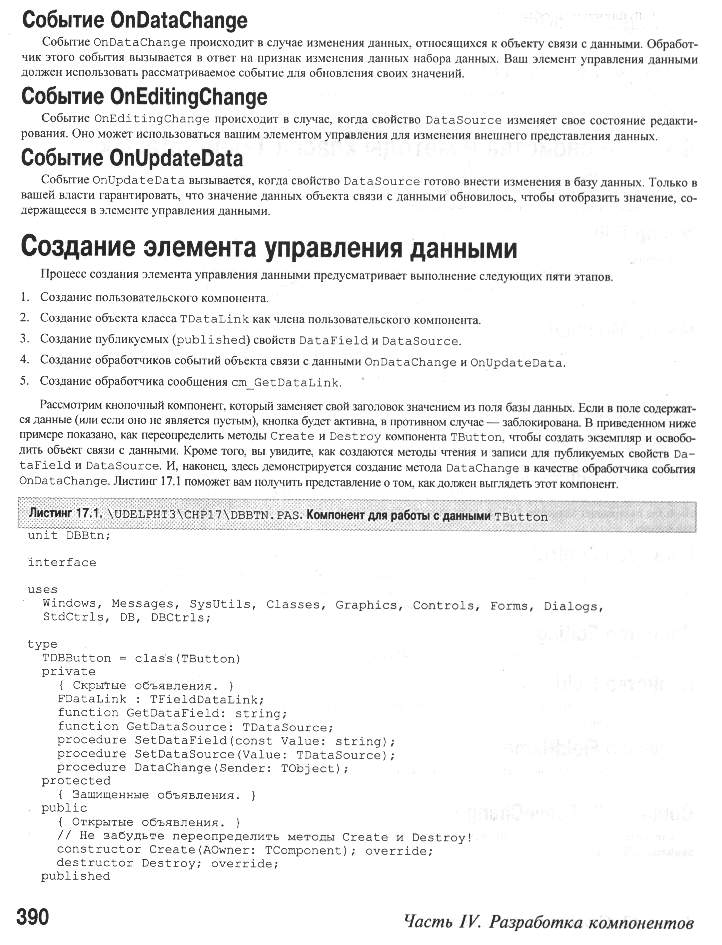 Событие OnDataChange
Событие OnDataChange происходит в случае изменения данных, относящихся к объекту связи с данными. Обработ-
чик этого события вызывается в ответ на признак изменения данных набора данных. Ваш элемент управления данными
должен использовать рассматриваемое событие для обновления своих значений.
Событие OnEditingChange
Событие OnEditingChange происходит в случае, когда свойство DataSource изменяет свое состояние редакти-
рования. Оно может использоваться вашим элементом управления для изменения внешнего представления данных.
Событие OnUpdateData
Событие OnUpdateData вызывается, когда свойство DataSource готово внести изменения в базу данных. Только в
вашей власти гарантировать, что значение данных объекта связи с данными обновилось, чтобы отобразить значение, со-
держащееся в элементе управления данными.
Создание элемента управления данными
Процесс создания элемента управления данными предусматривает выполнение следующих пяти этапов.
1. Создание пользовательского компонента.
2. Создание объекта класса TDataLink как члена пользовательского компонента.
3. Создание публикуемых (published) свойств DataField и DataSource.
4. Создание обработчиков событий объекта связи с данными OnDataChange и OnUpdateData.
5. Создание обработчика сообщения cm_GetDataLink.
Рассмотрим кнопочный компонент, который заменяет свой заголовок значением из поля базы данных. Если в поле содержат-
ся данные (или если оно не является пустым), кнопка будет активна, в противном случае — заблокирована. В приведенном ниже
примере показано, как переопределить методы Create и Destroy компонента TButton, чтобы создать экземпляр и освобо-
дить объект связи с данными. Кроме того, вы увидите, как создаются методы чтения и записи для публикуемых свойств Da-
taField и DataSource. И, наконец, здесь демонстрируется создание метода DataChange в качестве обработчика события
OnDataChange. Листинг 17.1 поможет вам получить представление о том, как должен выглядеть этот компонент.
Листинг 17.1. \UDELPHI3\CHP17\DBBTN.PAS. Компонент для работы с данными TButton
unit DBBtn;
interface
uses
Windows, Messages, SysUtils, Classes, Graphics, Controls, Forms, Dialogs,
StdCtrls, DB, DBCtrls;
type
TDBButton = class(TButton)
private
{ Скрытые объявления. }
FDataLink : TFieldDataLink;
function GetDataField: string;
function GetDataSource: TDataSource;
procedure SetDataField(const Value: string);
procedure SetDataSource(Value: TDataSource);
procedure DataChange(Sender: TObject);
protected
{ Защищенные объявления. }
public
{ Открытые объявления. }
// Не забудьте переопределить методы Create и Destroy!
constructor Create(AOwner: TComponent); override;
destructor Destroy; override;
published
390
Часть IV. Разработка компонентов